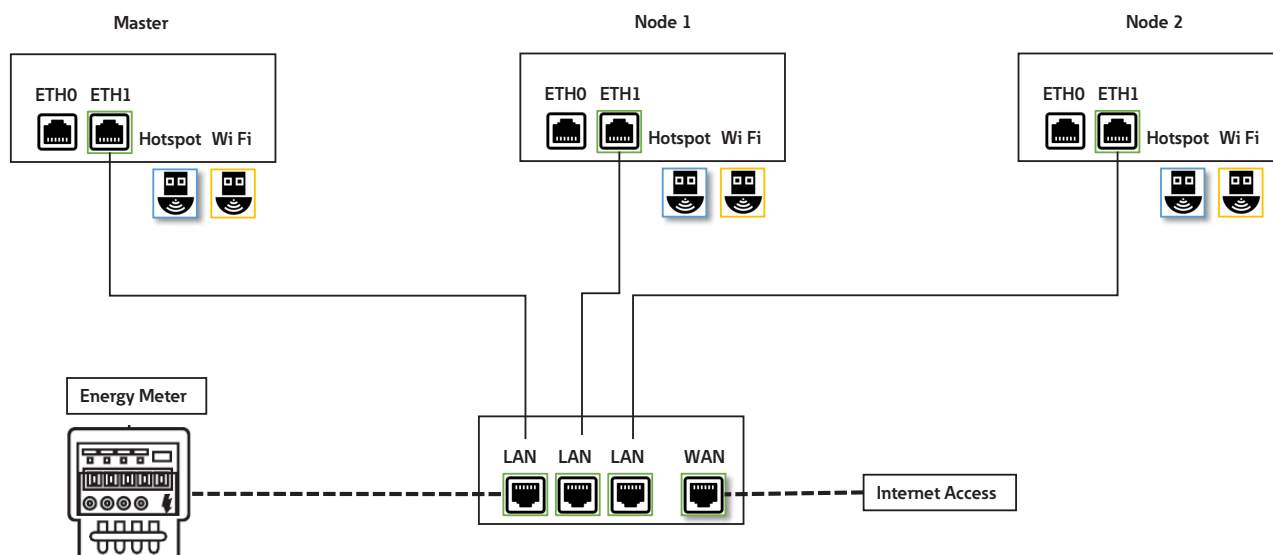 Master
Node 1
Node 2
ETH0 ETH1
Hotspot Wi Fi
ETH0 ETH1
Hotspot Wi Fi
ETH0 ETH1
Hotspot Wi Fi
Energy Meter
LAN LAN LAN WAN
Internet Access